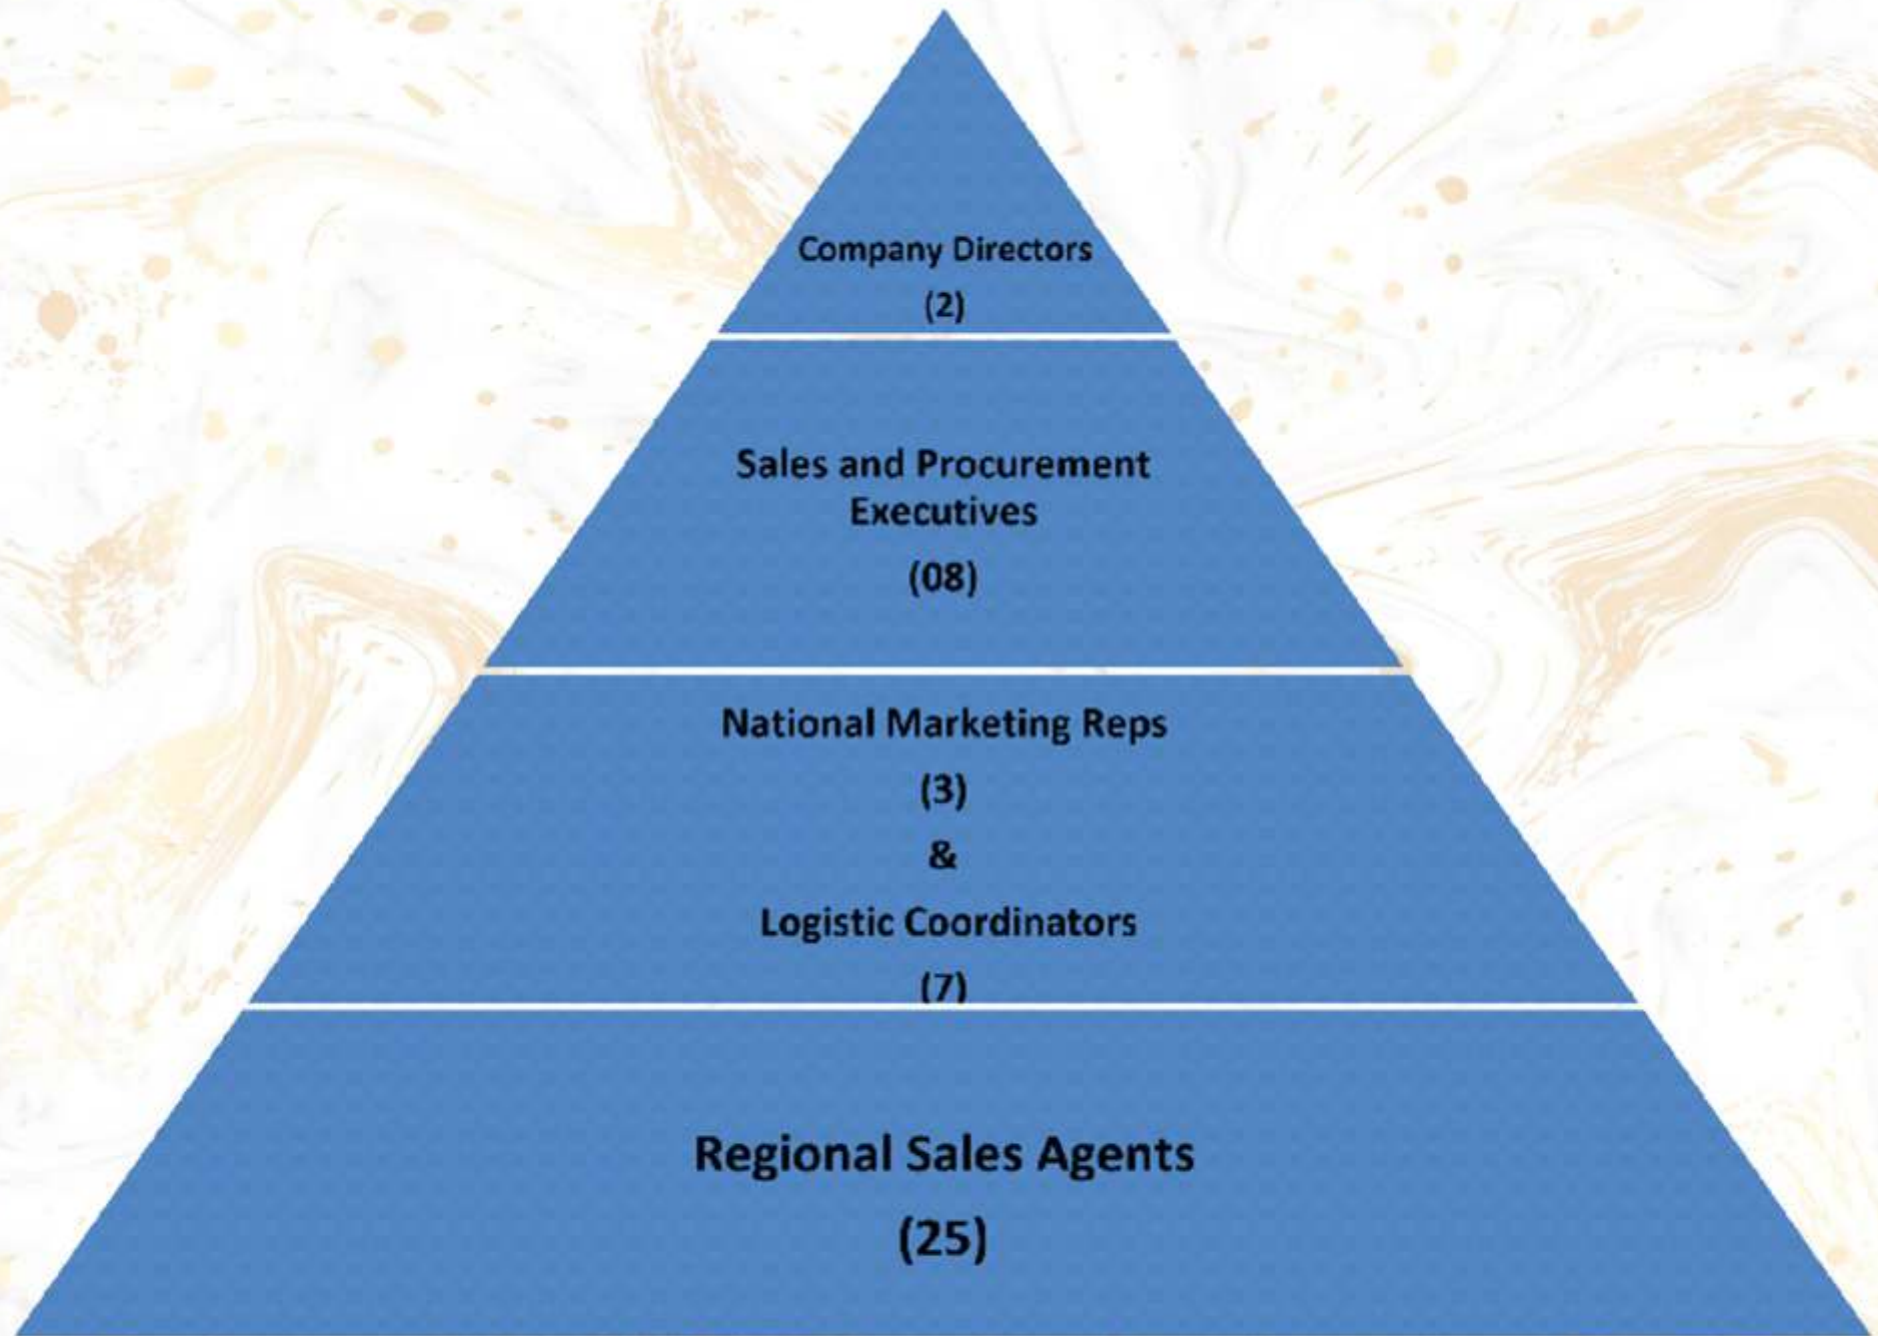 Company Directors
(2)
Sales and Procurement
Executives
(08)
National Marketing Reps
(3)
&
Logistic Coordinators
(7)
Regional Sales Agents
(25)